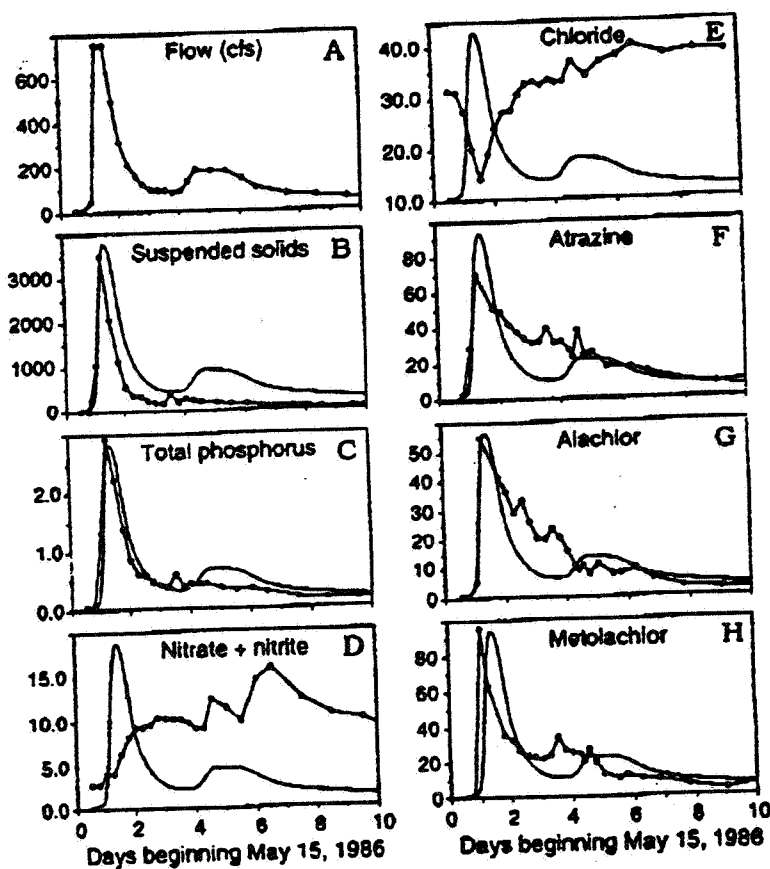 Flow (cfs) A
600
400
200
0
Suspended solids B
3000
2000
1000
0
Total phosphorus C
2.0
1.0
0.0
Nitrate + nitrite D
15.0
10.0
5.0
0.0
0 2 4 6 8 10
Days beginning May 15, 1986
Chloride E
40.0
30.0
20.0
10.0
Atrazine F
80
60
40
20
0
Alachlor G
50
40
30
20
10
0
Metolachlor H
80
60
40
20
0
0 2 4 6 8 10
Days beginning May 15, 1986